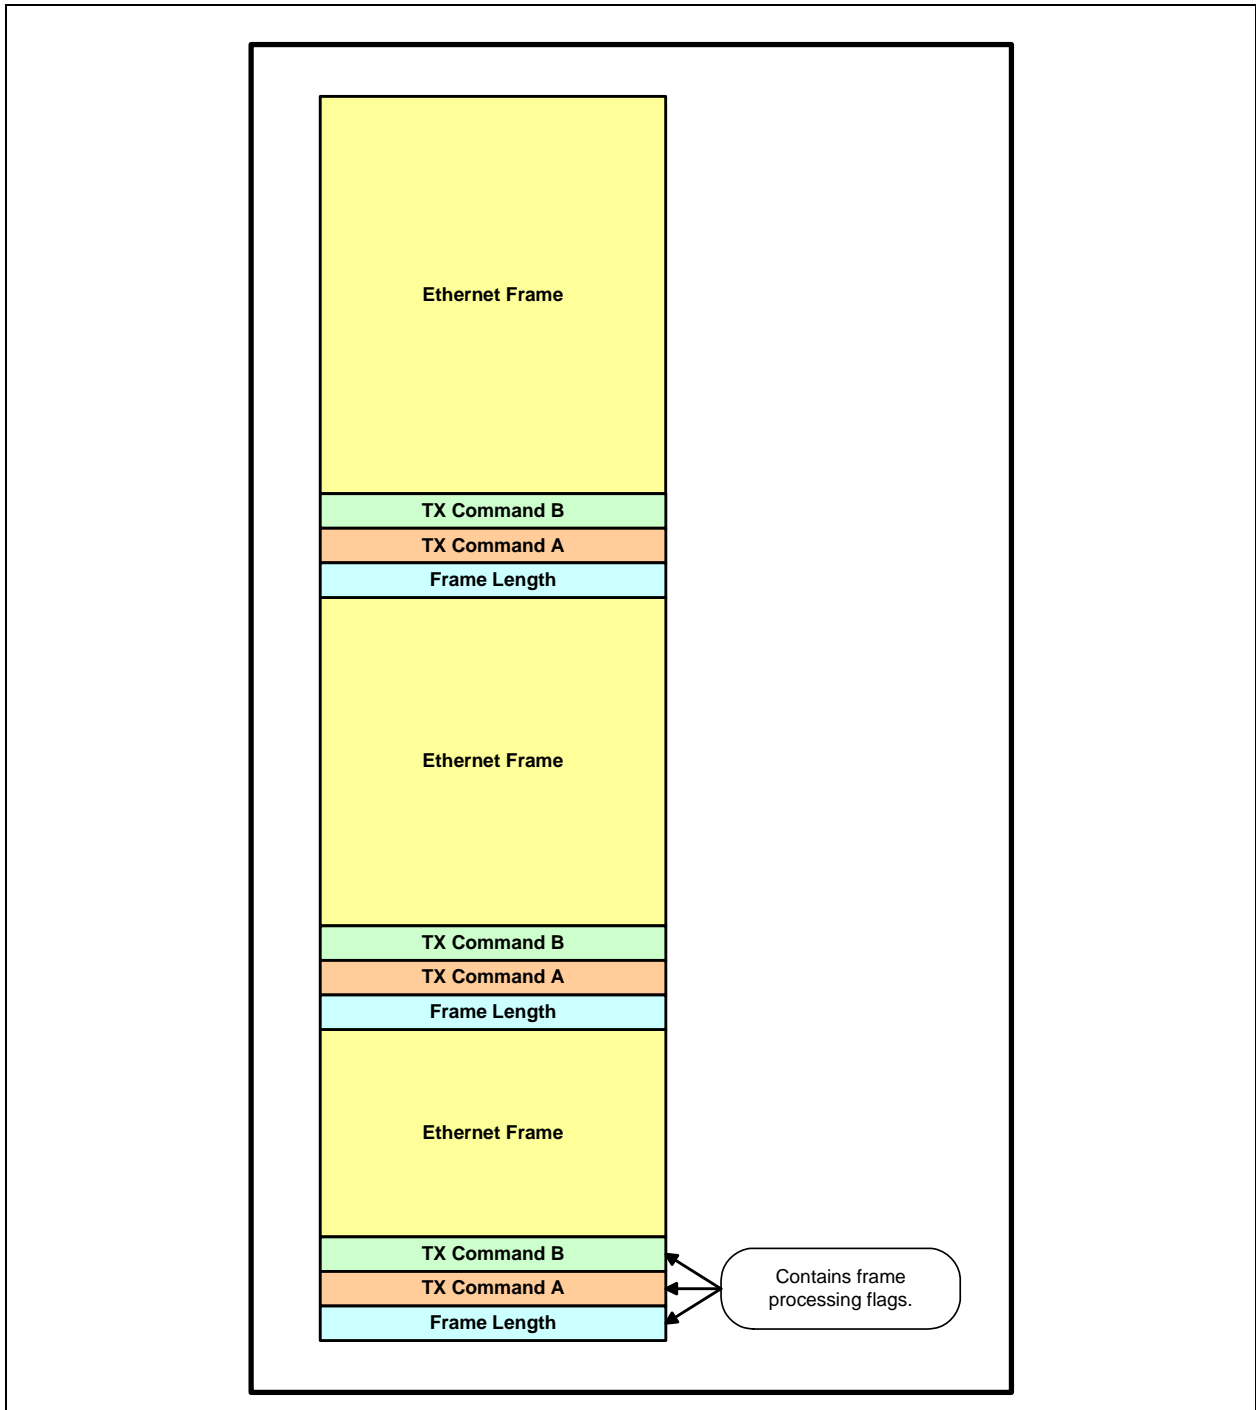 Ethernet Frame
TX Command B
TX Command A
Frame Length
Ethernet Frame
TX Command B
TX Command A
Frame Length
Ethernet Frame
TX Command B
TX Command A
Frame Length
Contains frame
processing flags.